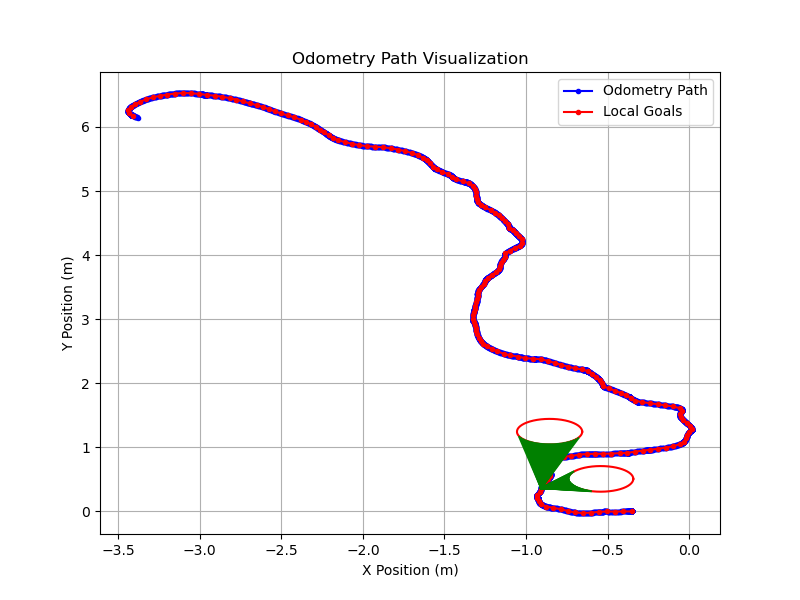 Odometry Path Visualization
Odometry Path
Local Goals
Y Position (m)
6
5
4
3
2
1
0
−3.5 −3.0 −2.5 −2.0 −1.5 −1.0 −0.5 0.0
X Position (m)